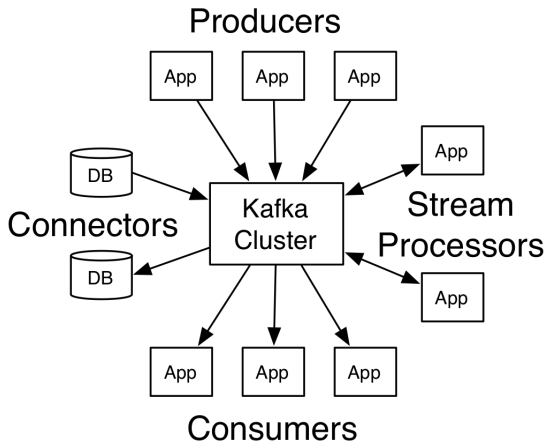 Producers
App
App
App
App
DB
Kafka
Cluster
Stream
Processors
Connectors
DB
App
App
App
App
Consumers